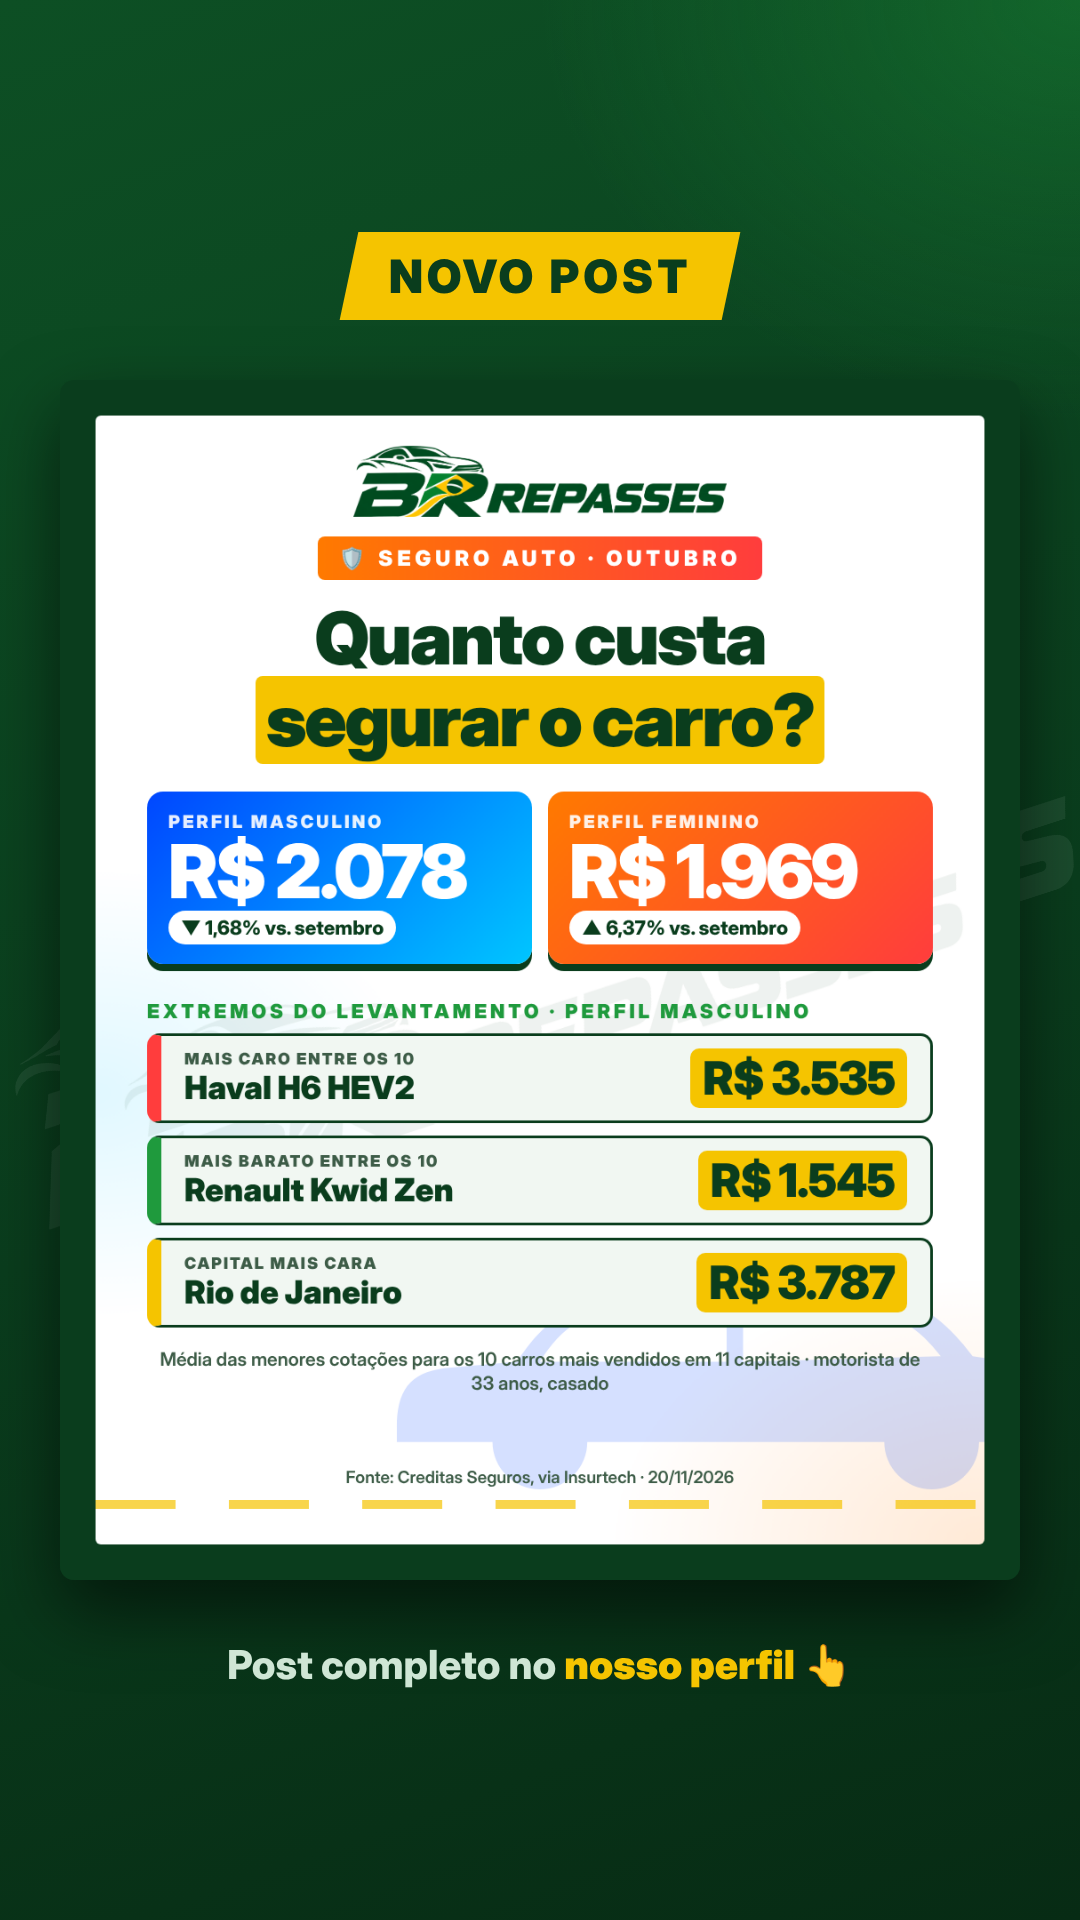 NOVO POST
BR REPASSES
SEGURO AUTO · OUTUBRO
Quanto custa
segurar o carro?
PERFIL MASCULINO
R$ 2.078
▼ 1,68% vs. setembro
PERFIL FEMININO
R$ 1.969
▲ 6,37% vs. setembro
EXTREMOS DO LEVANTAMENTO · PERFIL MASCULINO
MAIS CARO ENTRE OS 10
Haval H6 HEV2
R$ 3.535
MAIS BARATO ENTRE OS 10
Renault Kwid Zen
R$ 1.545
CAPITAL MAIS CARA
Rio de Janeiro
R$ 3.787
Média das menores cotações para os 10 carros mais vendidos em 11 capitais · motorista de
33 anos, casado
Fonte: Creditas Seguros, via Insurtech · 20/11/2026
Post completo no nosso perfil 👆